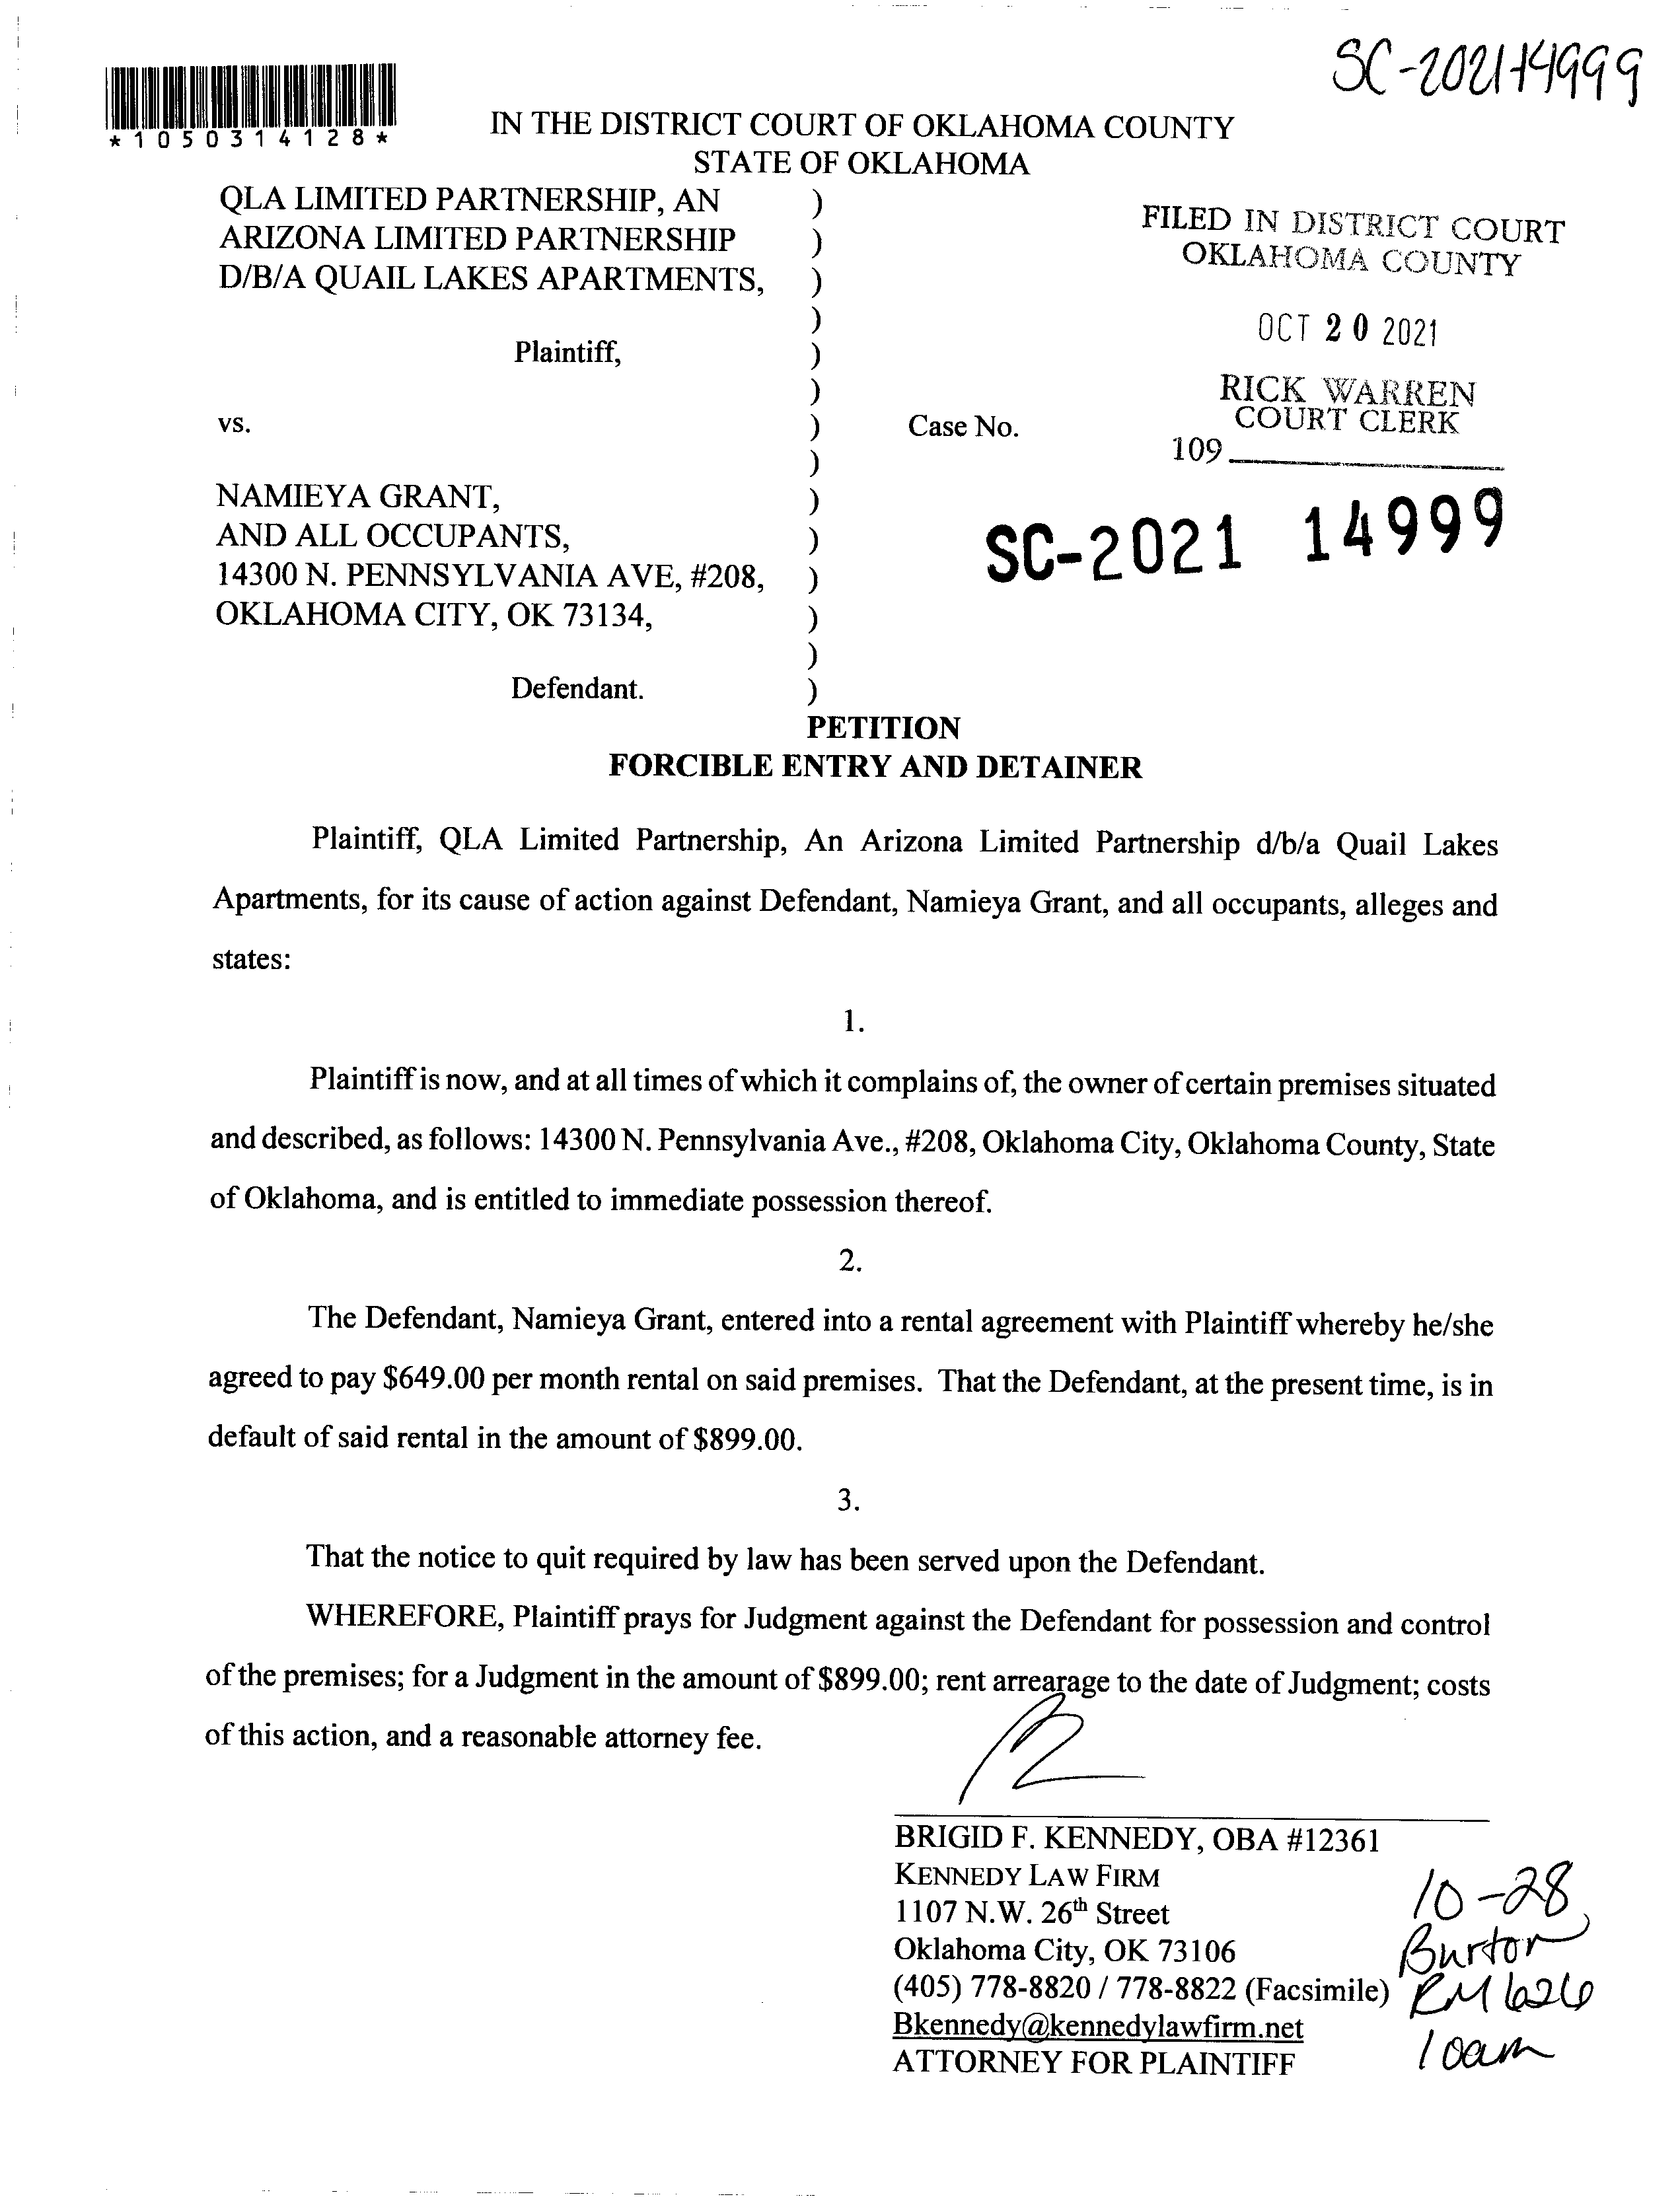 SC-2021-14999
*1050314128*
IN THE DISTRICT COURT OF OKLAHOMA COUNTY
STATE OF OKLAHOMA
QLA LIMITED PARTNERSHIP, AN )
ARIZONA LIMITED PARTNERSHIP )
D/B/A QUAIL LAKES APARTMENTS, )
)
Plaintiff, )
)
vs. ) Case No.
)
NAMIEYA GRANT, )
AND ALL OCCUPANTS, )
14300 N. PENNSYLVANIA AVE, #208, )
OKLAHOMA CITY, OK 73134, )
)
Defendant. )
FILED IN DISTRICT COURT
OKLAHOMA COUNTY
OCT 20 2021
RICK WARREN
COURT CLERK
109
SC-2021 14999
PETITION
FORCIBLE ENTRY AND DETAINER
Plaintiff, QLA Limited Partnership, An Arizona Limited Partnership d/b/a Quail Lakes
Apartments, for its cause of action against Defendant, Namieya Grant, and all occupants, alleges and
states:
1.
Plaintiff is now, and at all times of which it complains of, the owner of certain premises situated
and described, as follows: 14300 N. Pennsylvania Ave., #208, Oklahoma City, Oklahoma County, State
of Oklahoma, and is entitled to immediate possession thereof.
2.
The Defendant, Namieya Grant, entered into a rental agreement with Plaintiff whereby he/she
agreed to pay $649.00 per month rental on said premises. That the Defendant, at the present time, is in
default of said rental in the amount of $899.00.
3.
That the notice to quit required by law has been served upon the Defendant.
WHEREFORE, Plaintiff prays for Judgment against the Defendant for possession and control
of the premises; for a Judgment in the amount of $899.00; rent arrearage to the date of Judgment; costs
of this action, and a reasonable attorney fee.
BRIGID F. KENNEDY, OBA #12361
KENNEDY LAW FIRM
1107 N.W. 26th Street
Oklahoma City, OK 73106
(405) 778-8820 / 778-8822 (Facsimile)
Bkennedy@kennedylawfirm.net
ATTORNEY FOR PLAINTIFF
10-28
Burton
RM 626
10am